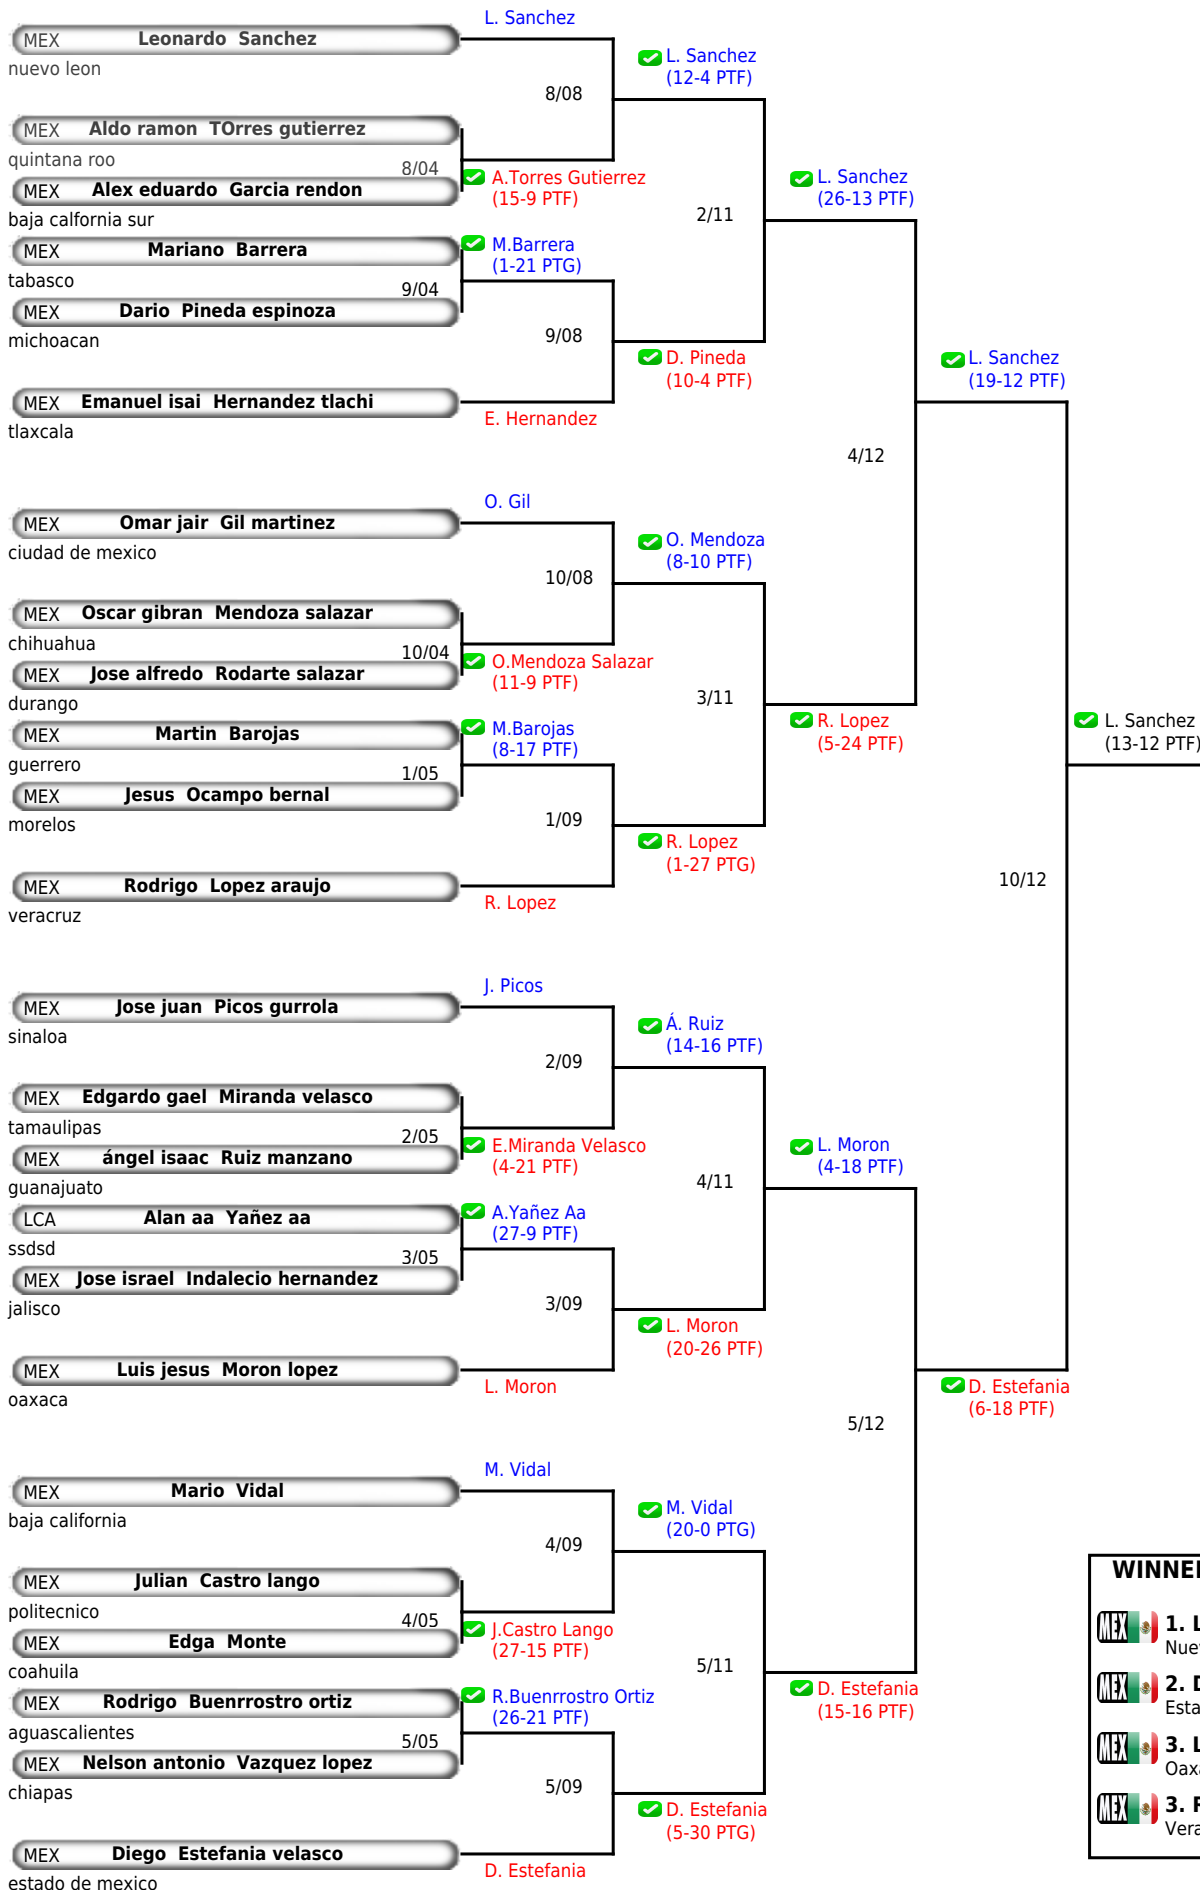 L. Sanchez
MEX Leonardo Sanchez
nuevo leon
L. Sanchez
(12-4 PTF)
8/08
MEX Aldo ramon TOrres gutierrez
quintana roo
8/04
A.Torres Gutierrez
(15-9 PTF)
MEX Alex eduardo Garcia rendon
baja calfornia sur
L. Sanchez
(26-13 PTF)
2/11
MEX Mariano Barrera
tabasco
M.Barrera
(1-21 PTG)
9/04
MEX Dario Pineda espinoza
michoacan
9/08
D. Pineda
(10-4 PTF)
L. Sanchez
(19-12 PTF)
MEX Emanuel isai Hernandez tlachi
tlaxcala
E. Hernandez
4/12
O. Gil
MEX Omar jair Gil martinez
ciudad de mexico
O. Mendoza
(8-10 PTF)
10/08
MEX Oscar gibran Mendoza salazar
chihuahua
10/04
O.Mendoza Salazar
(11-9 PTF)
MEX Jose alfredo Rodarte salazar
durango
3/11
R. Lopez
(5-24 PTF)
L. Sanchez
(13-12 PTF)
MEX Martin Barojas
guerrero
M.Barojas
(8-17 PTF)
1/05
MEX Jesus Ocampo bernal
morelos
1/09
R. Lopez
(1-27 PTG)
MEX Rodrigo Lopez araujo
veracruz
R. Lopez
10/12
J. Picos
MEX Jose juan Picos gurrola
sinaloa
Á. Ruiz
(14-16 PTF)
2/09
MEX Edgardo gael Miranda velasco
tamaulipas
2/05
E.Miranda Velasco
(4-21 PTF)
MEX ángel isaac Ruiz manzano
guanajuato
L. Moron
(4-18 PTF)
4/11
LCA Alan aa Yañez aa
ssdsd
A.Yañez Aa
(27-9 PTF)
3/05
MEX Jose israel Indalecio hernandez
jalisco
3/09
L. Moron
(20-26 PTF)
MEX Luis jesus Moron lopez
oaxaca
L. Moron
D. Estefania
(6-18 PTF)
5/12
M. Vidal
MEX Mario Vidal
baja california
M. Vidal
(20-0 PTG)
4/09
MEX Julian Castro lango
politecnico
4/05
J.Castro Lango
(27-15 PTF)
MEX Edga Monte
coahuila
5/11
D. Estefania
(15-16 PTF)
MEX Rodrigo Buenrrostro ortiz
aguascalientes
R.Buenrrostro Ortiz
(26-21 PTF)
5/05
MEX Nelson antonio Vazquez lopez
chiapas
5/09
D. Estefania
(5-30 PTG)
MEX Diego Estefania velasco
estado de mexico
D. Estefania
MEX 1. L
MEX 2. D
MEX 3. L
MEX 3.